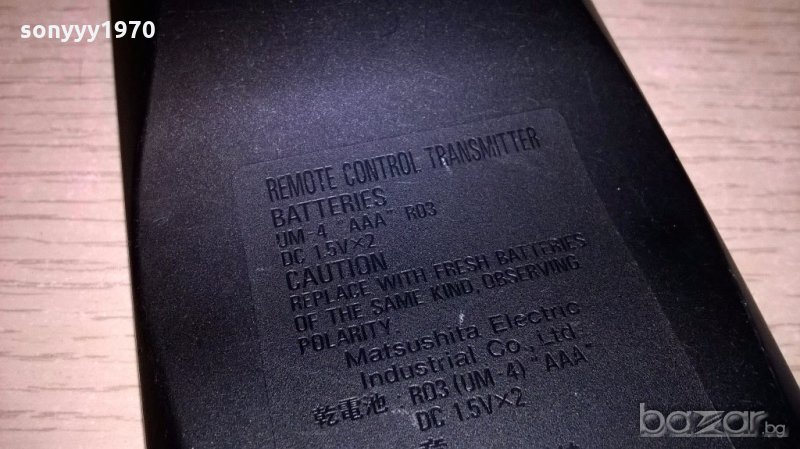 sonyyy1970
REMOTE CONTROL TRANSMITTER
BATTERIES
UM-4 "AAA" R03
DC 1.5V×2
CAUTION
REPLACE WITH FRESH BATTERIES
OF THE SAME KIND, OBSERVING
POLARITY
Matsushita Electric
Industrial Co., Ltd.
乾電池: R03 (UM-4) "AAA"
DC 1.5V×2
bazar.bg